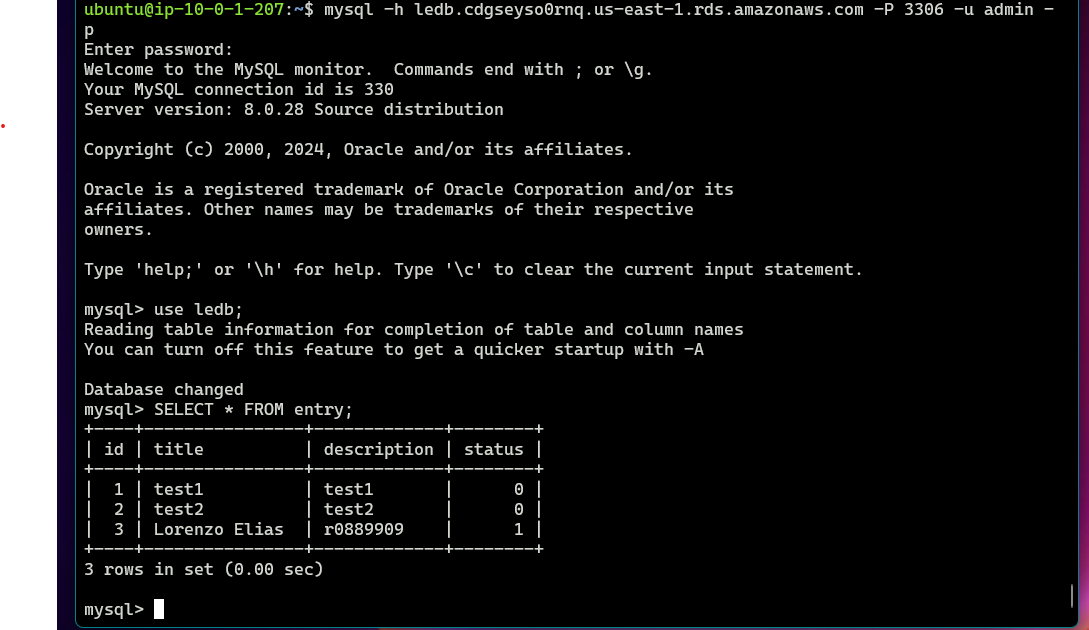 ubuntu@ip-10-0-1-207:~$ mysql -h ledb.cdgseyso0rnq.us-east-1.rds.amazonaws.com -P 3306 -u admin -
p
Enter password:
Welcome to the MySQL monitor.  Commands end with ; or \g.
Your MySQL connection id is 330
Server version: 8.0.28 Source distribution

Copyright (c) 2000, 2024, Oracle and/or its affiliates.

Oracle is a registered trademark of Oracle Corporation and/or its
affiliates. Other names may be trademarks of their respective
owners.

Type 'help;' or '\h' for help. Type '\c' to clear the current input statement.

mysql> use ledb;
Reading table information for completion of table and column names
You can turn off this feature to get a quicker startup with -A

Database changed
mysql> SELECT * FROM entry;
+----+----------------+-------------+--------+
| id | title          | description | status |
+----+----------------+-------------+--------+
|  1 | test1          | test1       |      0 |
|  2 | test2          | test2       |      0 |
|  3 | Lorenzo Elias  | r0889909    |      1 |
+----+----------------+-------------+--------+
3 rows in set (0.00 sec)

mysql>